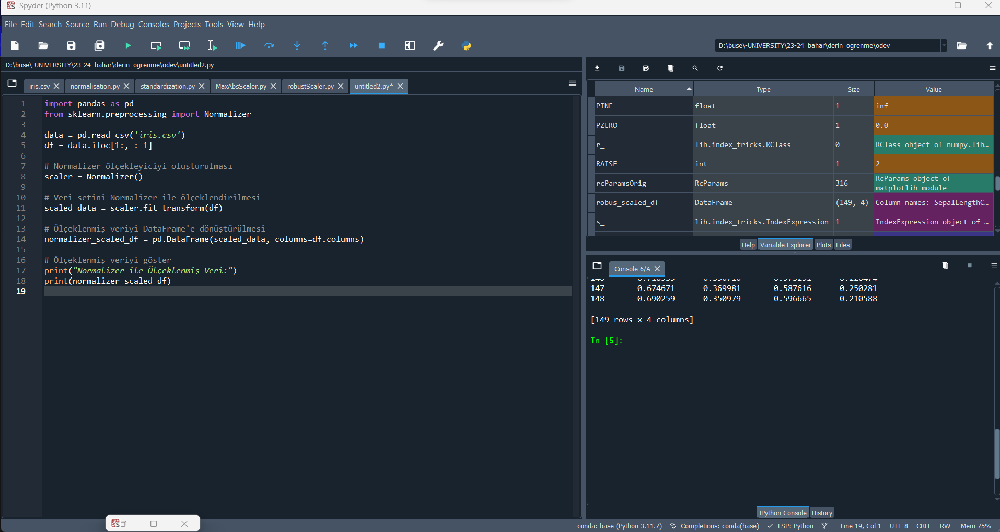 Spyder (Python 3.11)
File Edit Search Source Run Debug Consoles Projects Tools View Help
D:\buse\-UNIVERSITY\23-24_bahar\derin_ogrenme\odev
D:\buse\-UNIVERSITY\23-24_bahar\derin_ogrenme\odev\untitled2.py
iris.csv normalisation.py standardization.py MaxAbsScaler.py robustScaler.py untitled2.py*
1 import pandas as pd
2 from sklearn.preprocessing import Normalizer
3
4 data = pd.read_csv('iris.csv')
5 df = data.iloc[1:, :-1]
6
7 # Normalizer ölçekleyiciyi oluşturulması
8 scaler = Normalizer()
9
10 # Veri setini Normalizer ile ölçeklendirilmesi
11 scaled_data = scaler.fit_transform(df)
12
13 # Ölçeklenmiş veriyi DataFrame'e dönüştürülmesi
14 normalizer_scaled_df = pd.DataFrame(scaled_data, columns=df.columns)
15
16 # Ölçeklenmiş veriyi göster
17 print("Normalizer ile Ölçeklenmiş Veri:")
18 print(normalizer_scaled_df)
19
Name Type Size Value
PINF float 1 inf
PZERO float 1 0.0
r_ lib.index_tricks.RClass 0 RClass object of numpy.lib…
RAISE int 1 2
rcParamsOrig RcParams 316 RcParams object of
matplotlib module
robus_scaled_df DataFrame (149, 4) Column names: SepalLengthC…
s_ lib.index_tricks.IndexExpression 1 IndexExpression object of …
Help Variable Explorer Plots Files
Console 6/A
147 0.674671 0.369981 0.587616 0.250281
148 0.690259 0.350979 0.596665 0.210588
[149 rows x 4 columns]
In [5]:
IPython Console History
conda: base (Python 3.11.7) Completions: conda(base) LSP: Python Line 19, Col 1 UTF-8 CRLF RW Mem 75%